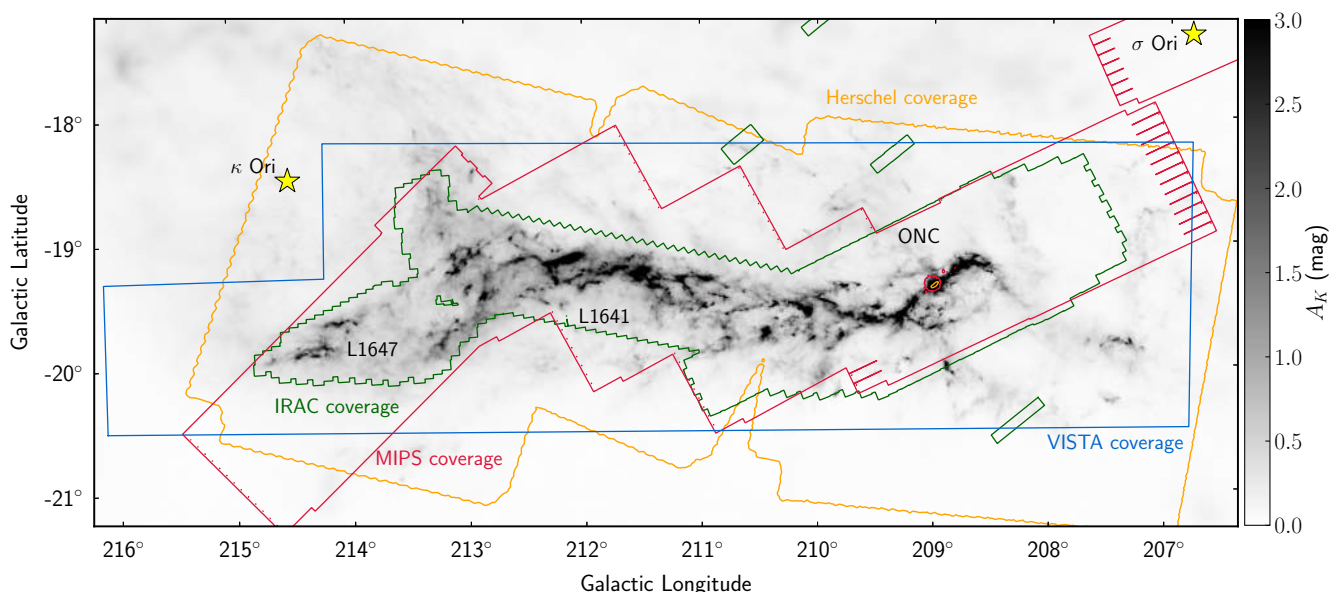 σ Ori
Herschel coverage
κ Ori
ONC
L1641
L1647
IRAC coverage
MIPS coverage
VISTA coverage
-18°
-19°
-20°
-21°
Galactic Latitude
216° 215° 214° 213° 212° 211° 210° 209° 208° 207°
Galactic Longitude
3.0
2.5
2.0
1.5
1.0
0.5
0.0
A_K (mag)